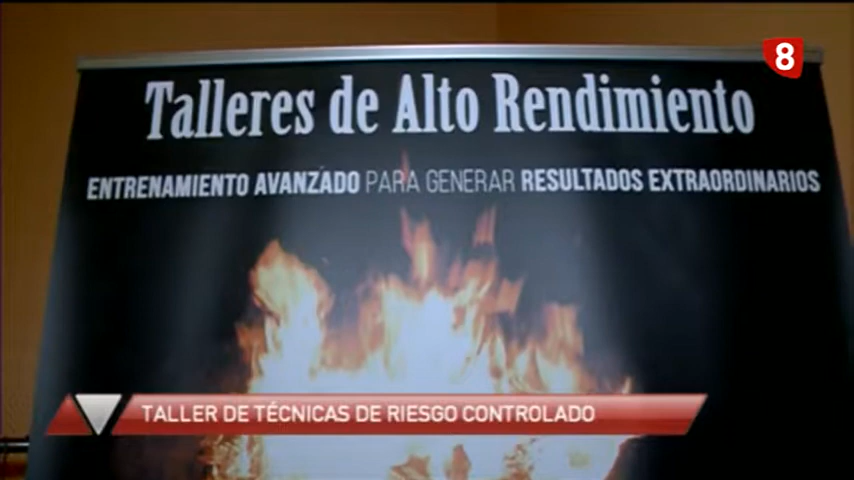 8
Talleres de Alto Rendimiento
ENTRENAMIENTO AVANZADO PARA GENERAR RESULTADOS EXTRAORDINARIOS
TALLER DE TÉCNICAS DE RIESGO CONTROLADO